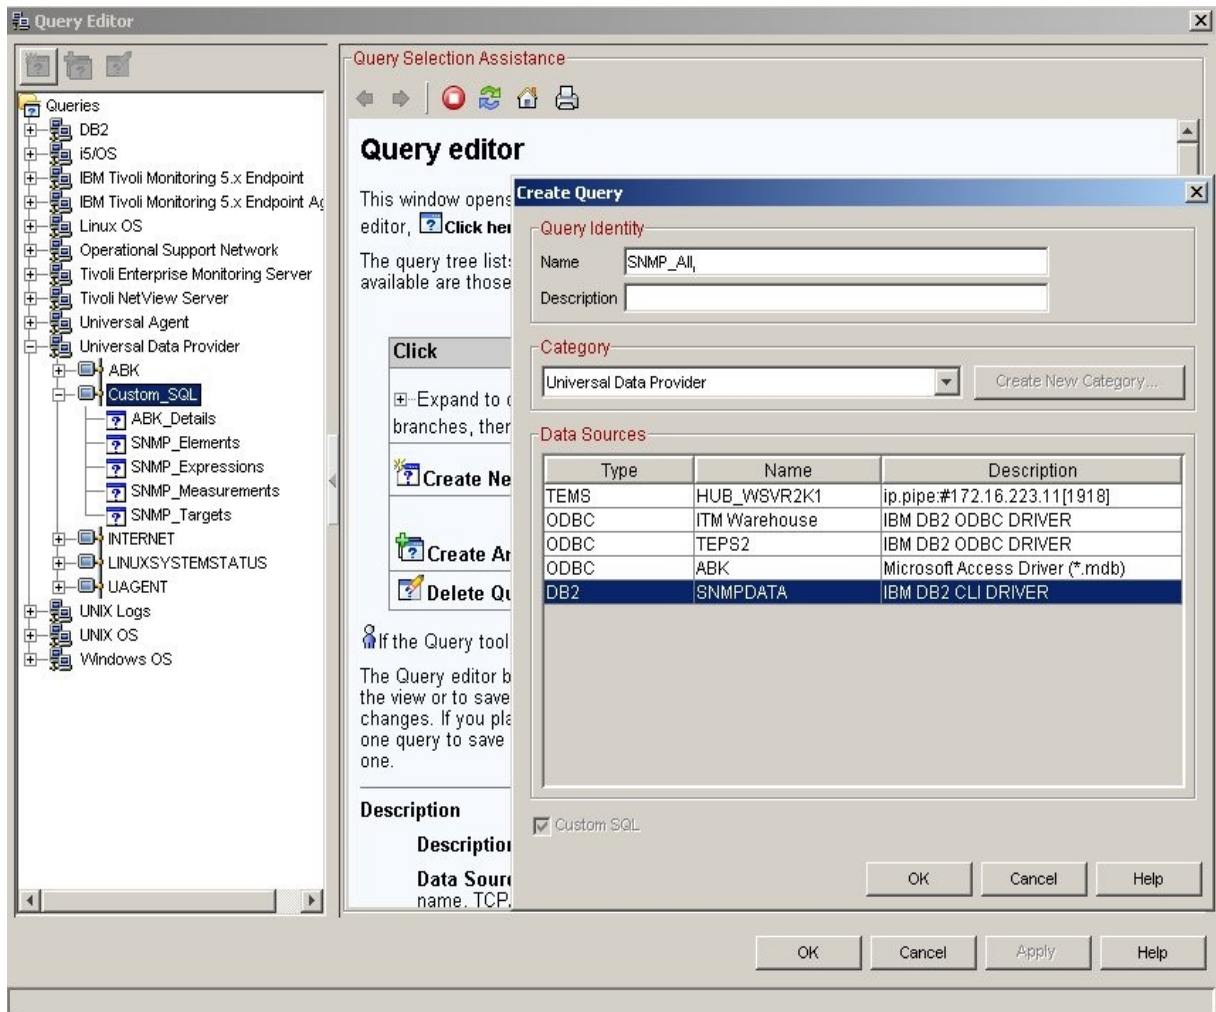 Query Editor
Queries
DB2
i5/OS
IBM Tivoli Monitoring 5.x Endpoint
IBM Tivoli Monitoring 5.x Endpoint Ag
Linux OS
Operational Support Network
Tivoli Enterprise Monitoring Server
Tivoli NetView Server
Universal Agent
Universal Data Provider
ABK
Custom_SQL
ABK_Details
SNMP_Elements
SNMP_Expressions
SNMP_Measurements
SNMP_Targets
INTERNET
LINUXSYSTEMSTATUS
UAGENT
UNIX Logs
UNIX OS
Windows OS
Query Selection Assistance
Query editor
This window opens
editor, Click her
The query tree lists
available are those
Click
Expand to
branches, then
Create Ne
Create An
Delete Qu
If the Query tool
The Query editor b
the view or to save
changes. If you pla
one query to save
one.
Description
Description
Data Sour
name, TCP
Create Query
Query Identity
Name SNMP_All,
Description
Category
Universal Data Provider Create New Category...
Data Sources
Type Name Description
TEMS HUB_WSVR2K1 ip.pipe:#172.16.223.11[1918]
ODBC ITM Warehouse IBM DB2 ODBC DRIVER
ODBC TEPS2 IBM DB2 ODBC DRIVER
ODBC ABK Microsoft Access Driver (*.mdb)
DB2 SNMPDATA IBM DB2 CLI DRIVER
Custom SQL
OK Cancel Help
OK Cancel Apply Help